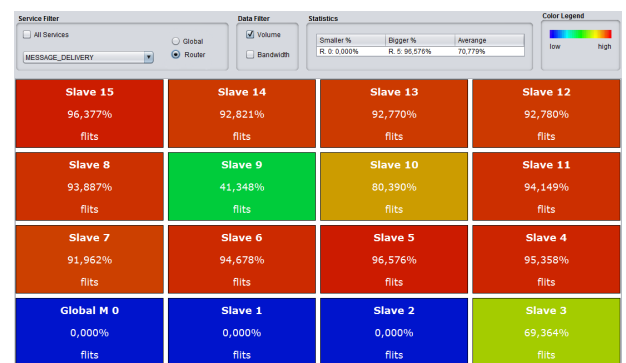 Service Filter
All Services
Global
MESSAGE_DELIVERY
Router
Data Filter
Volume
Bandwidth
Statistics
Smaller % Bigger % Avarange
R. 0: 0,000% R. 5: 96,576% 70,779%
Color Legend
low high
Slave 15 Slave 14 Slave 13 Slave 12
96,377% 92,821% 92,770% 92,780%
flits flits flits flits
Slave 8 Slave 9 Slave 10 Slave 11
93,887% 41,348% 80,390% 94,149%
flits flits flits flits
Slave 7 Slave 6 Slave 5 Slave 4
91,962% 94,678% 96,576% 95,358%
flits flits flits flits
Global M 0 Slave 1 Slave 2 Slave 3
0,000% 0,000% 0,000% 69,364%
flits flits flits flits